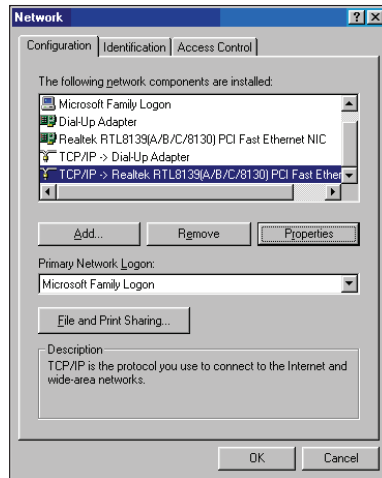 Network
Configuration Identification Access Control
The following network components are installed:
Microsoft Family Logon
Dial-Up Adapter
Realtek RTL8139(A/B/C/8130) PCI Fast Ethernet NIC
TCP/IP -> Dial-Up Adapter
TCP/IP -> Realtek RTL8139(A/B/C/8130) PCI Fast Ether
Add... Remove Properties
Primary Network Logon:
Microsoft Family Logon
File and Print Sharing...
Description
TCP/IP is the protocol you use to connect to the Internet and
wide-area networks.
OK Cancel